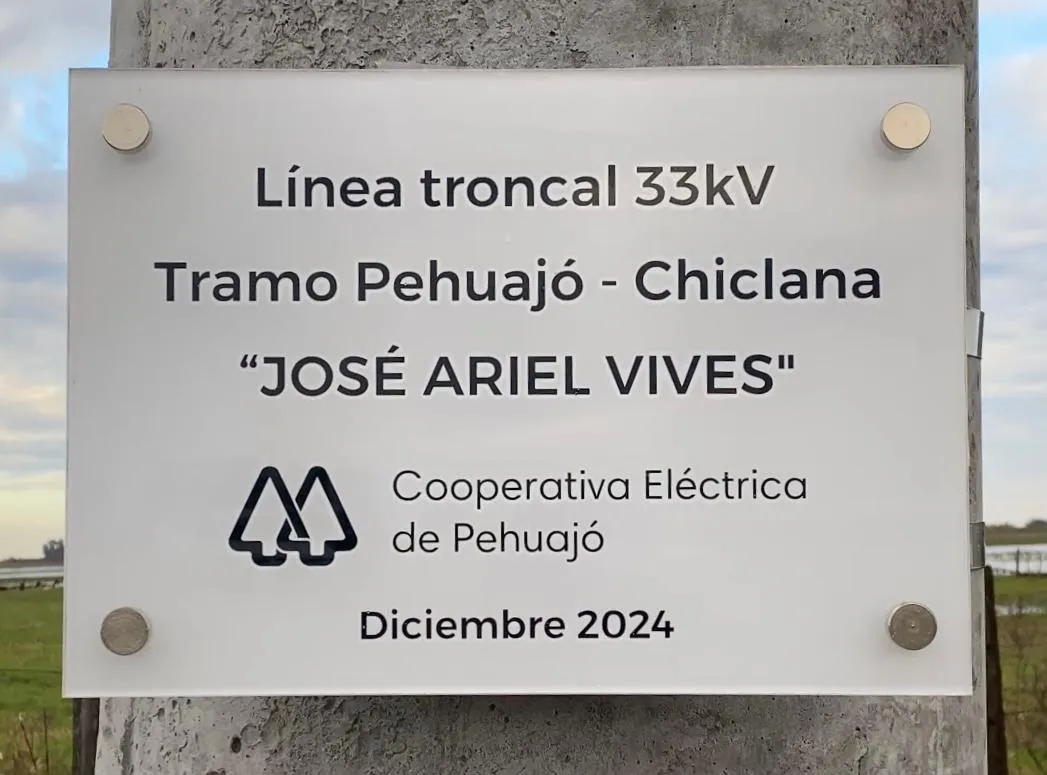 Línea troncal 33kV
Tramo Pehuajó - Chiclana
“JOSÉ ARIEL VIVES"
Cooperativa Eléctrica
de Pehuajó
Diciembre 2024